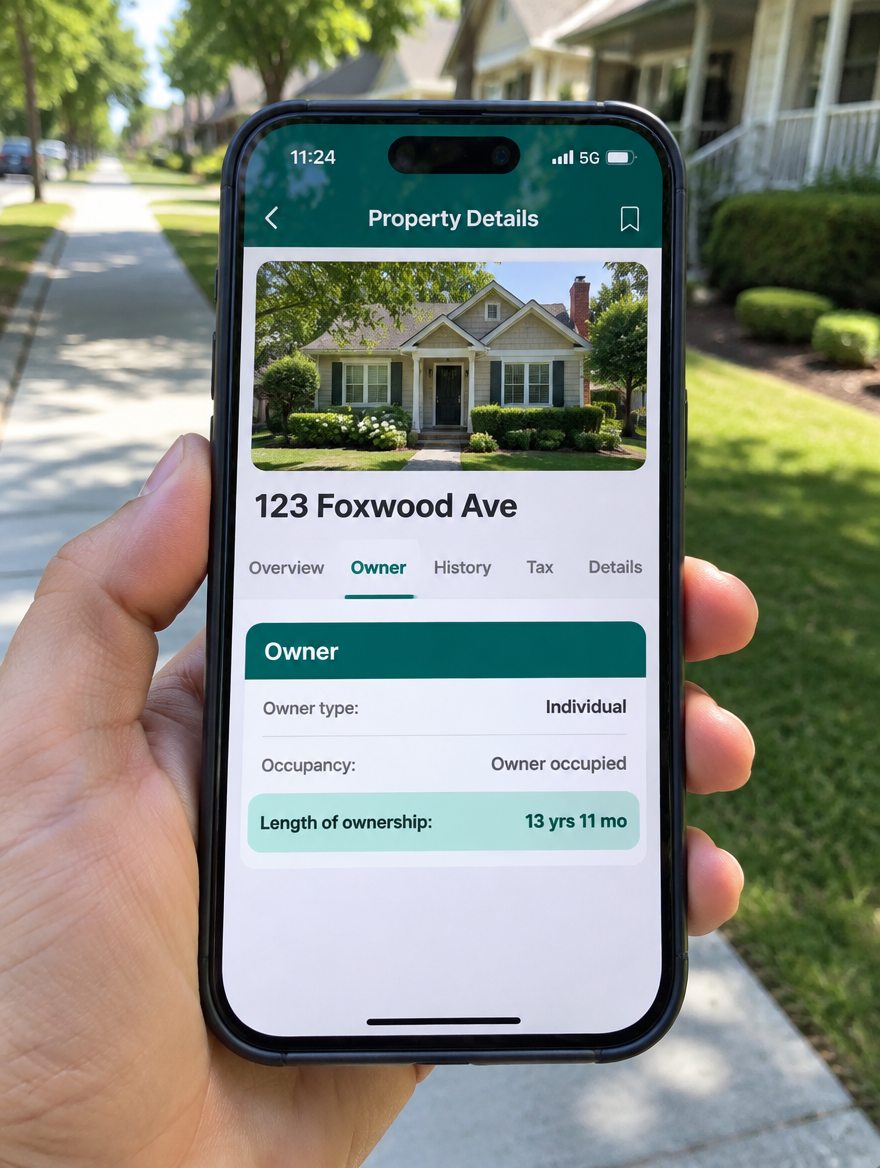 11:24 5G
Property Details
123 Foxwood Ave
Overview Owner History Tax Details
Owner
Owner type: Individual
Occupancy: Owner occupied
Length of ownership: 13 yrs 11 mo